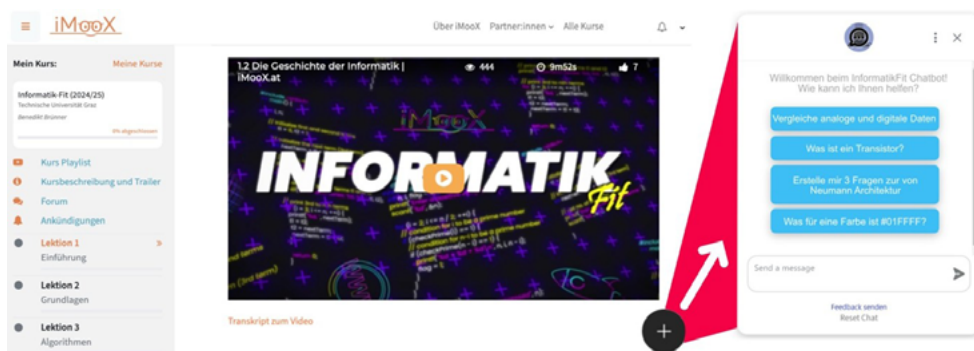 iMooX
Über iMooX Partner:innen Alle Kurse
Mein Kurs: Meine Kurse
Informatik-Fit (2024/25)
Technische Universität Graz
Benedikt Brünner
0% abgeschlossen
Kurs Playlist
Kursbeschreibung und Trailer
Forum
Ankündigungen
Lektion 1 »
Einführung
Lektion 2
Grundlagen
Lektion 3
Algorithmen
1.2 Die Geschichte der Informatik |
iMooX.at
444 9m52s 7
iMooX
INFORMATIK
Fit
Transkript zum Video
+
Willkommen beim InformatikFit Chatbot!
Wie kann ich Ihnen helfen?
Vergleiche analoge und digitale Daten
Was ist ein Transistor?
Erstelle mir 3 Fragen zur von
Neumann Architektur
Was für eine Farbe ist #01FFFF?
Send a message
Feedback senden
Reset Chat